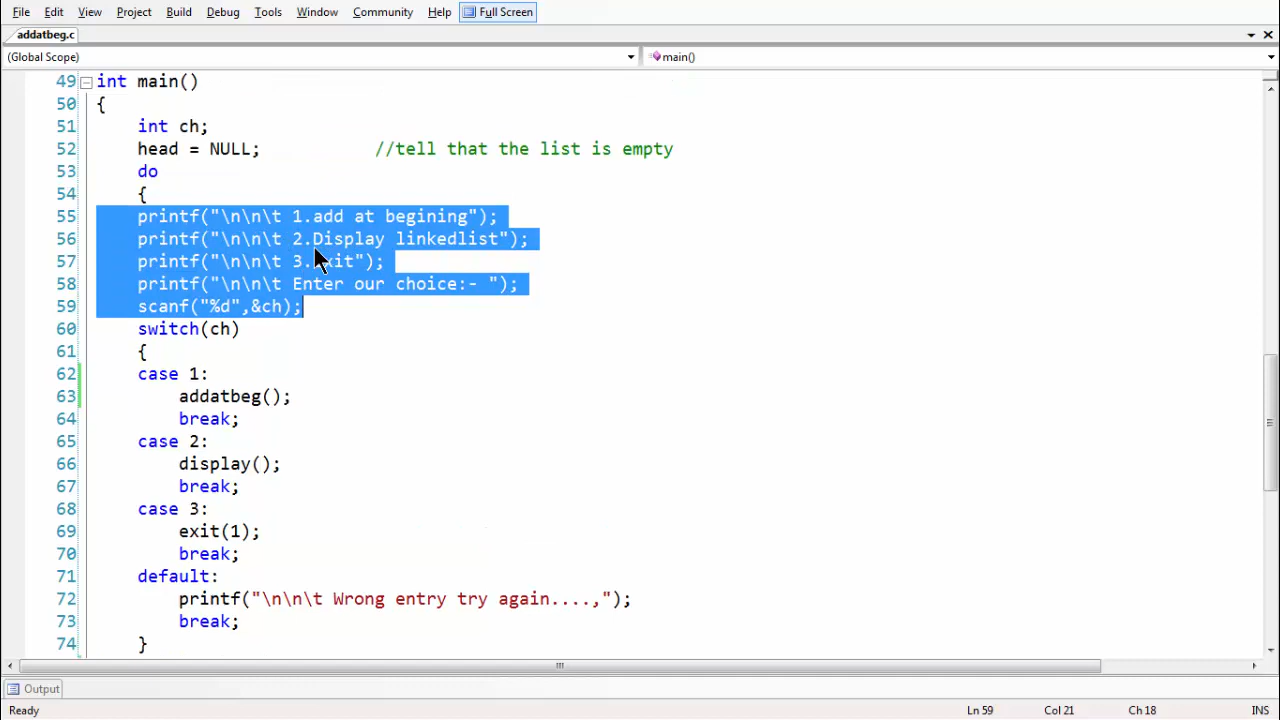 File Edit View Project Build Debug Tools Window Community Help Full Screen
addatbeg.c
(Global Scope) main()
49 int main()
50 {
51 int ch;
52 head = NULL; //tell that the list is empty
53 do
54 {
55 printf("\n\n\t 1.add at begining");
56 printf("\n\n\t 2.Display linkedlist");
57 printf("\n\n\t 3. xit");
58 printf("\n\n\t Enter our choice:- ");
59 scanf("%d",&ch);
60 switch(ch)
61 {
62 case 1:
63 addatbeg();
64 break;
65 case 2:
66 display();
67 break;
68 case 3:
69 exit(1);
70 break;
71 default:
72 printf("\n\n\t Wrong entry try again....,");
73 break;
74 }
Output
Ready Ln 59 Col 21 Ch 18 INS